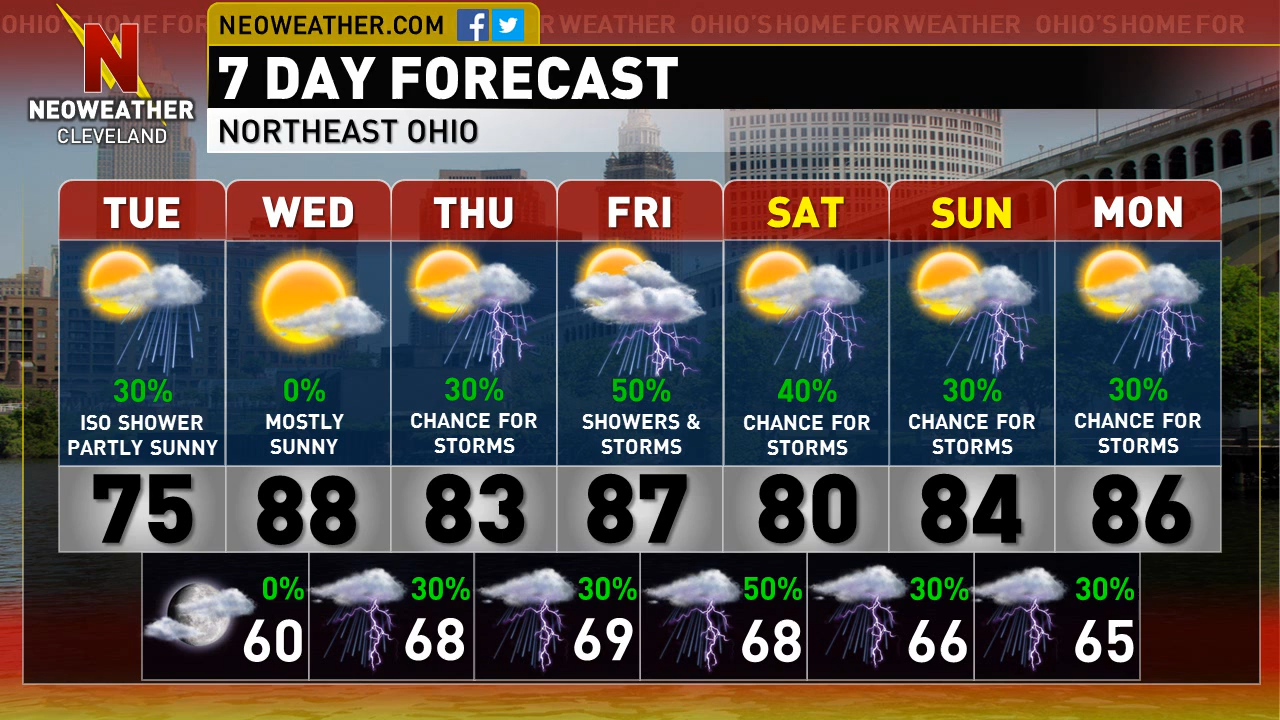 OHIO'S HOME FOR WEATHER OHIO'S HOME FOR WEATHER OHIO'S HOME FOR
NEOWEATHER.COM
N
NEOWEATHER
CLEVELAND
7 DAY FORECAST
NORTHEAST OHIO
TUE WED THU FRI SAT SUN MON
30% 0% 30% 50% 40% 30% 30%
ISO SHOWER MOSTLY CHANCE FOR SHOWERS & CHANCE FOR CHANCE FOR CHANCE FOR
PARTLY SUNNY SUNNY STORMS STORMS STORMS STORMS STORMS
75 88 83 87 80 84 86
0% 30% 30% 50% 30% 30%
60 68 69 68 66 65